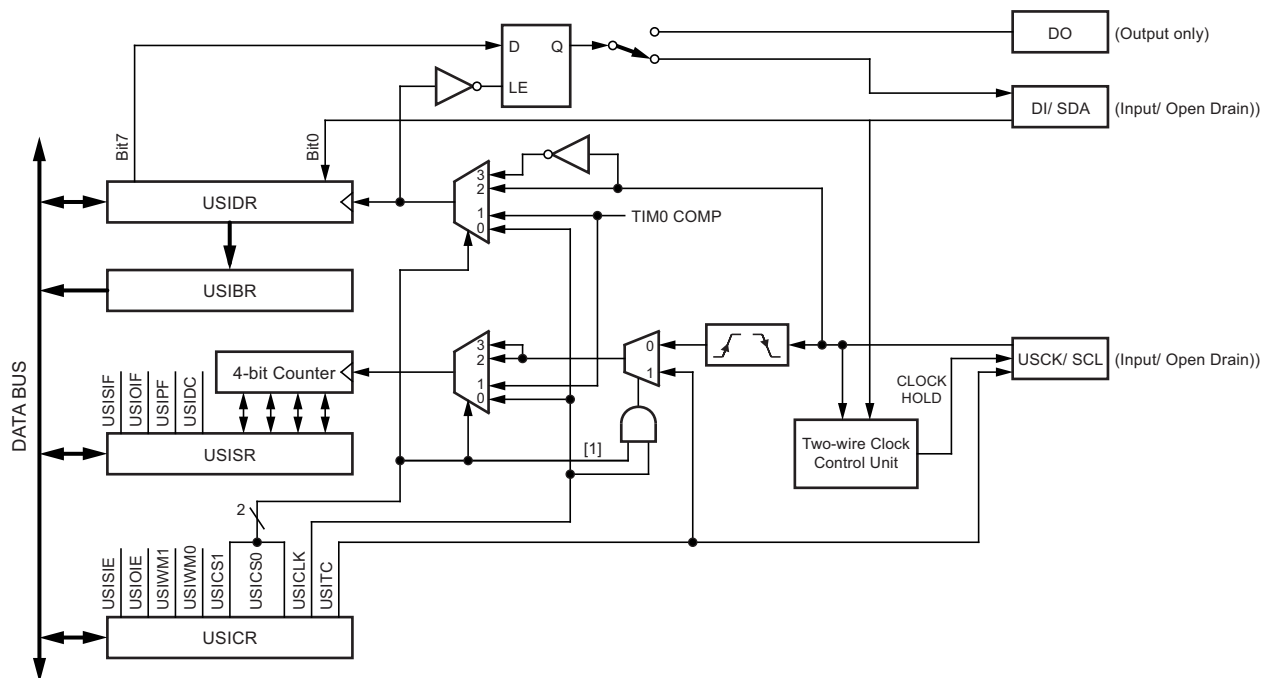 DO (Output only)
D Q
LE
DI/ SDA (Input/ Open Drain))
Bit7
Bit0
3
2
1
0
USIDR
TIM0 COMP
USIBR
DATA BUS
3
2
1
0
0
1
USCK/ SCL (Input/ Open Drain))
4-bit Counter
CLOCK
HOLD
USISIF
USIOIF
USIPF
USIDC
[1]
Two-wire Clock
Control Unit
USISR
2
USISIE
USIOIE
USIWM1
USIWM0
USICS1
USICS0
USICLK
USITC
USICR